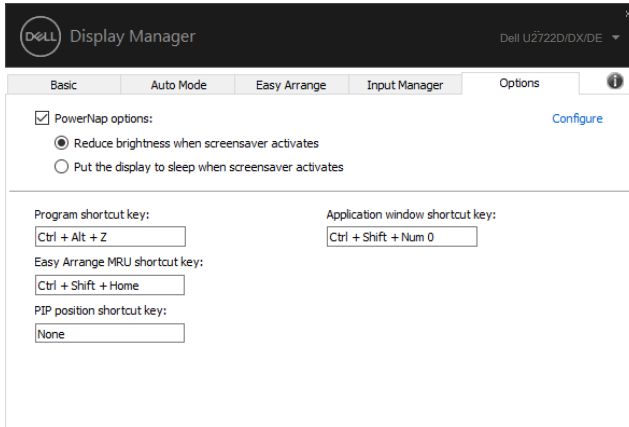 DELL Display Manager
Dell U2722D/DX/DE
Basic Auto Mode Easy Arrange Input Manager Options
PowerNap options: Configure
Reduce brightness when screensaver activates
Put the display to sleep when screensaver activates
Program shortcut key: Application window shortcut key:
Ctrl + Alt + Z Ctrl + Shift + Num 0
Easy Arrange MRU shortcut key:
Ctrl + Shift + Home
PIP position shortcut key:
None